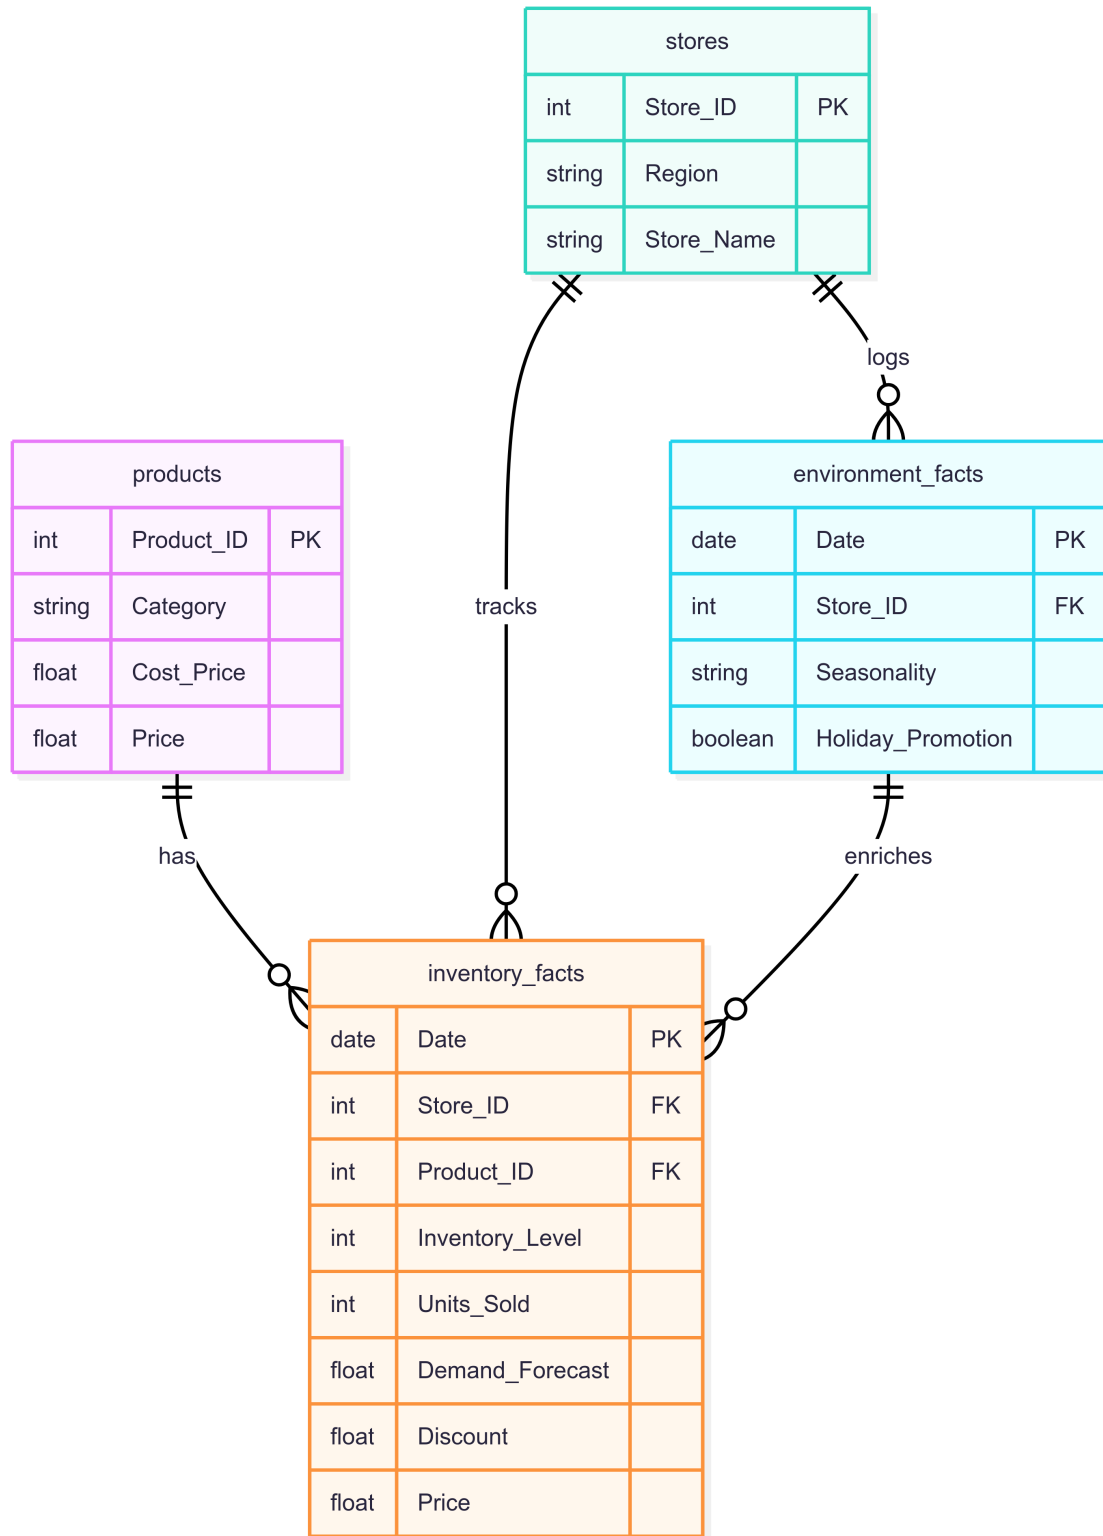 stores
int Store_ID PK
string Region
string Store_Name
logs
products
int Product_ID PK
string Category
float Cost_Price
float Price
tracks
environment_facts
date Date PK
int Store_ID FK
string Seasonality
boolean Holiday_Promotion
has
enriches
inventory_facts
date Date PK
int Store_ID FK
int Product_ID FK
int Inventory_Level
int Units_Sold
float Demand_Forecast
float Discount
float Price